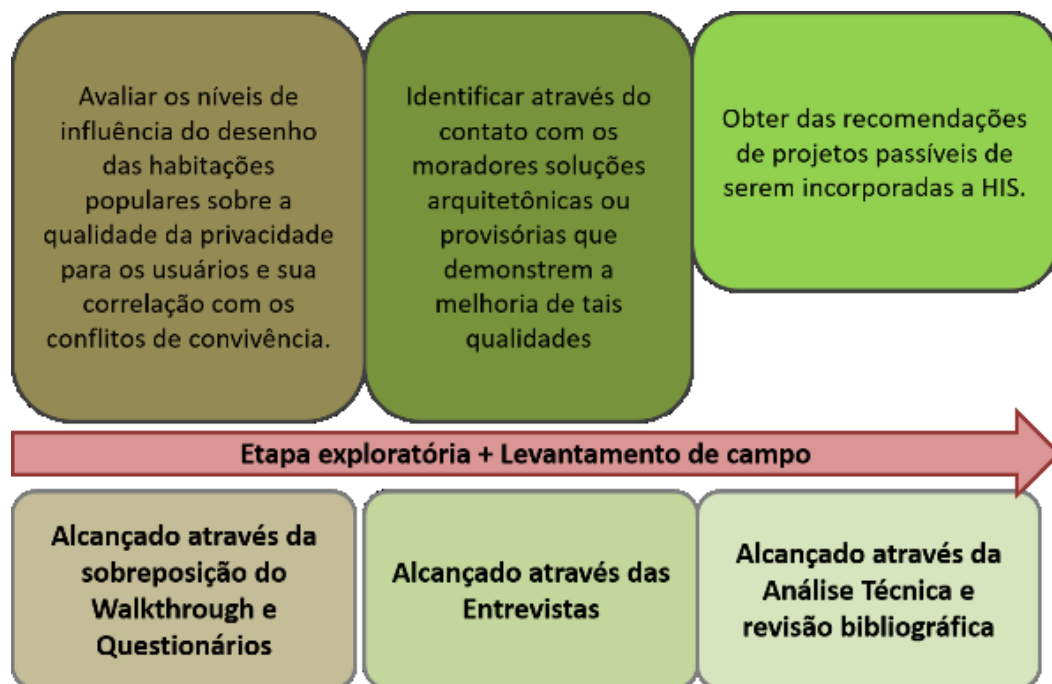 Avaliar os níveis de
influência do desenho
das habitações
populares sobre a
qualidade da privacidade
para os usuários e sua
correlação com os
conflitos de convivência.
Identificar através do
contato com os
moradores soluções
arquitetônicas ou
provisórias que
demonstrem a
melhoria de tais
qualidades
Obter das recomendações
de projetos passíveis de
serem incorporadas a HIS.
Etapa exploratória + Levantamento de campo
Alcançado através da
sobreposição do
Walkthrough e
Questionários
Alcançado através das
Entrevistas
Alcançado através da
Análise Técnica e
revisão bibliográfica